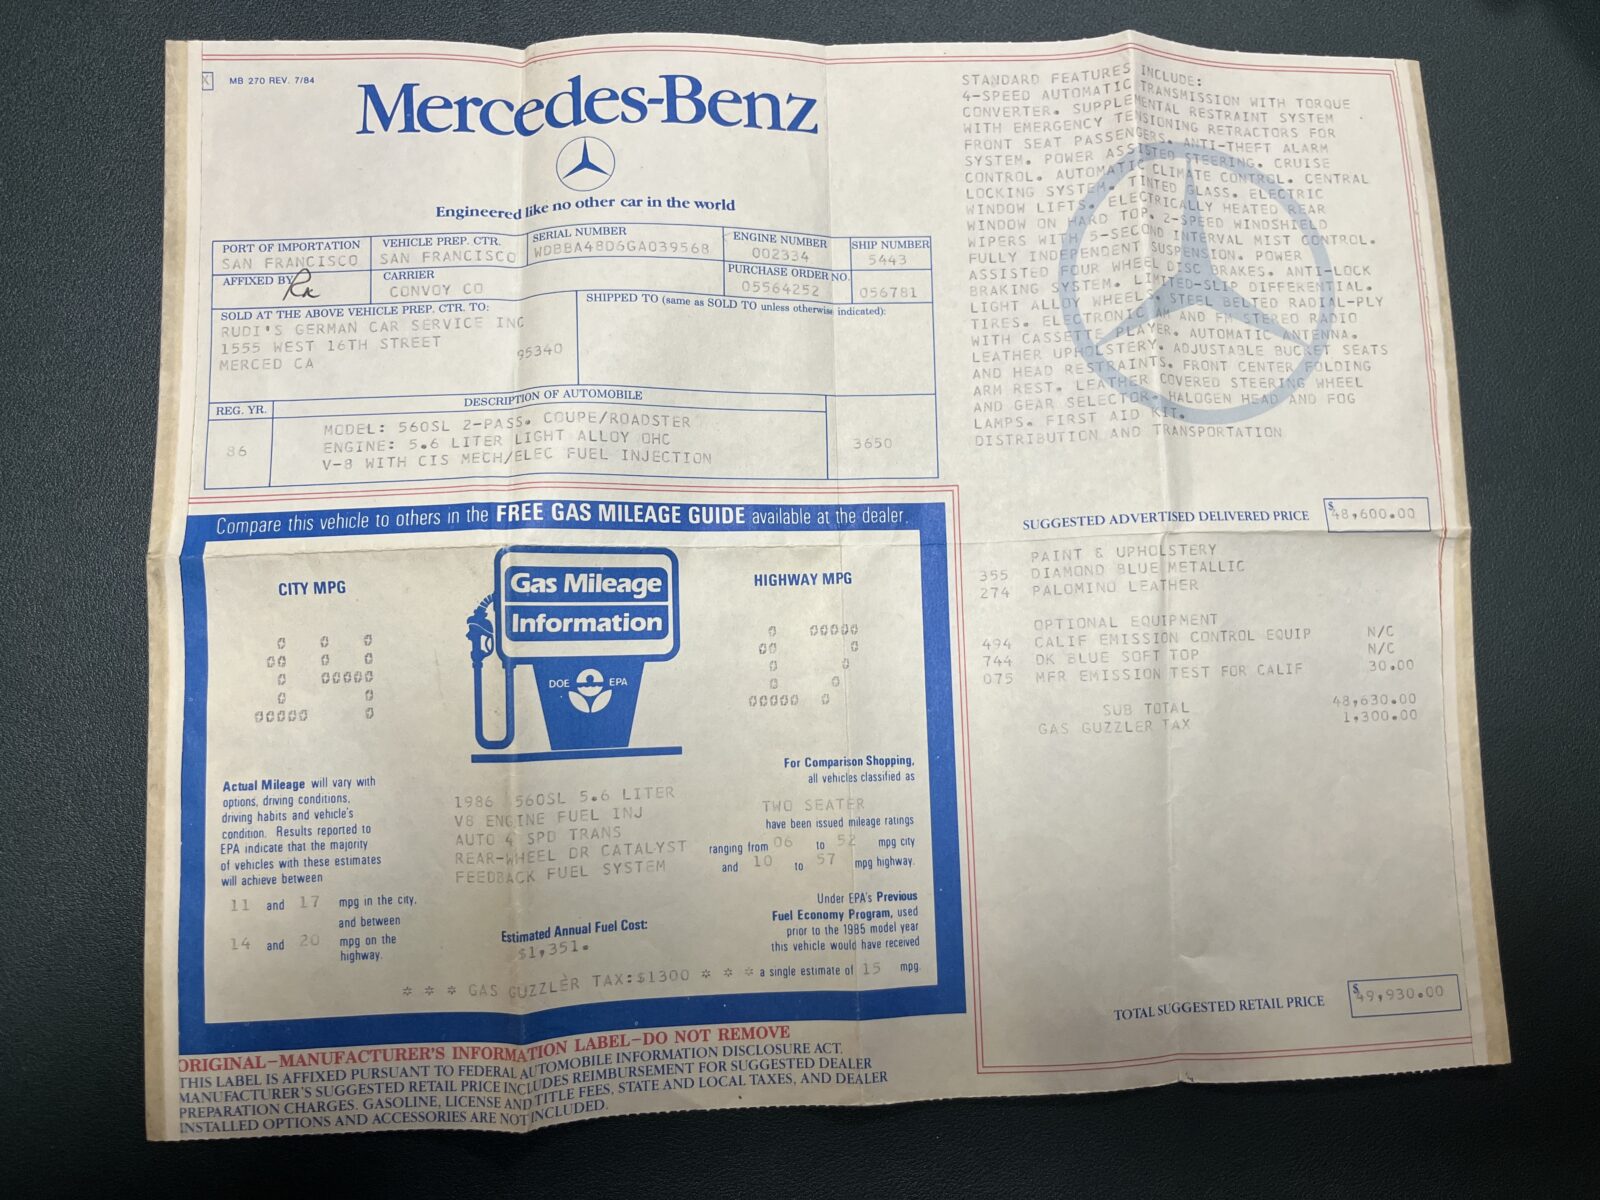 MB 270 REV. 7/84
Mercedes-Benz
Engineered like no other car in the world
PORT OF IMPORTATION
SAN FRANCISCO
VEHICLE PREP. CTR.
SAN FRANCISCO
SERIAL NUMBER
WDBBA48D6GA039568
ENGINE NUMBER
002334
SHIP NUMBER
5443
AFFIXED BY
CARRIER
CONVOY CO
PURCHASE ORDER NO.
05564252
056781
SOLD AT THE ABOVE VEHICLE PREP. CTR. TO:
RUDI'S GERMAN CAR SERVICE INC
1555 WEST 16TH STREET
MERCED CA 95340
SHIPPED TO (same as SOLD TO unless otherwise indicated):
REG. YR.
86
DESCRIPTION OF AUTOMOBILE
MODEL: 560SL 2-PASS. COUPE/ROADSTER
ENGINE: 5.6 LITER LIGHT ALLOY OHC
V-8 WITH CIS MECH/ELEC FUEL INJECTION
3650
STANDARD FEATURES INCLUDE:
4-SPEED AUTOMATIC TRANSMISSION WITH TORQUE
CONVERTER. SUPPLEMENTAL RESTRAINT SYSTEM
WITH EMERGENCY TENSIONING RETRACTORS FOR
FRONT SEAT PASSENGERS. ANTI-THEFT ALARM
SYSTEM. POWER ASSISTED STEERING. CRUISE
CONTROL. AUTOMATIC CLIMATE CONTROL. CENTRAL
LOCKING SYSTEM. TINTED GLASS. ELECTRIC
WINDOW LIFTS. ELECTRICALLY HEATED REAR
WINDOW ON HARD TOP. 2-SPEED WINDSHIELD
WIPERS WITH 5-SECOND INTERVAL MIST CONTROL.
FULLY INDEPENDENT SUSPENSION. POWER
ASSISTED FOUR WHEEL DISC BRAKES. ANTI-LOCK
BRAKING SYSTEM. LIMITED-SLIP DIFFERENTIAL.
LIGHT ALLOY WHEELS. STEEL BELTED RADIAL-PLY
TIRES. ELECTRONIC AM AND FM STEREO RADIO
WITH CASSETTE PLAYER. AUTOMATIC ANTENNA.
LEATHER UPHOLSTERY. ADJUSTABLE BUCKET SEATS
AND HEAD RESTRAINTS. FRONT CENTER FOLDING
ARM REST. LEATHER COVERED STEERING WHEEL
AND GEAR SELECTOR. HALOGEN HEAD AND FOG
LAMPS. FIRST AID KIT.
DISTRIBUTION AND TRANSPORTATION
SUGGESTED ADVERTISED DELIVERED PRICE $48,600.00
PAINT & UPHOLSTERY
355 DIAMOND BLUE METALLIC
274 PALOMINO LEATHER
OPTIONAL EQUIPMENT
494 CALIF EMISSION CONTROL EQUIP N/C
744 DK BLUE SOFT TOP N/C
075 MFR EMISSION TEST FOR CALIF 30.00
SUB TOTAL 48,630.00
GAS GUZZLER TAX 1,300.00
TOTAL SUGGESTED RETAIL PRICE $49,930.00
Compare this vehicle to others in the FREE GAS MILEAGE GUIDE available at the dealer.
CITY MPG
14
Gas Mileage
Information
DOE EPA
HIGHWAY MPG
17
Actual Mileage will vary with
options, driving conditions,
driving habits and vehicle's
condition. Results reported to
EPA indicate that the majority
of vehicles with these estimates
will achieve between
11 and 17 mpg in the city,
and between
14 and 20 mpg on the
highway.
1986 560SL 5.6 LITER
V8 ENGINE FUEL INJ
AUTO 4 SPD TRANS
REAR-WHEEL DR CATALYST
FEEDBACK FUEL SYSTEM
Estimated Annual Fuel Cost:
$1,351.
For Comparison Shopping,
all vehicles classified as
TWO SEATER
have been issued mileage ratings
ranging from 06 to 52 mpg city
and 10 to 57 mpg highway.
Under EPA's Previous
Fuel Economy Program, used
prior to the 1985 model year
this vehicle would have received
a single estimate of 15 mpg.
* * * GAS GUZZLER TAX:$1300 * * *
ORIGINAL—MANUFACTURER'S INFORMATION LABEL—DO NOT REMOVE
THIS LABEL IS AFFIXED PURSUANT TO FEDERAL AUTOMOBILE INFORMATION DISCLOSURE ACT.
MANUFACTURER'S SUGGESTED RETAIL PRICE INCLUDES REIMBURSEMENT FOR SUGGESTED DEALER
PREPARATION CHARGES. GASOLINE, LICENSE AND TITLE FEES, STATE AND LOCAL TAXES, AND DEALER
INSTALLED OPTIONS AND ACCESSORIES ARE NOT INCLUDED.